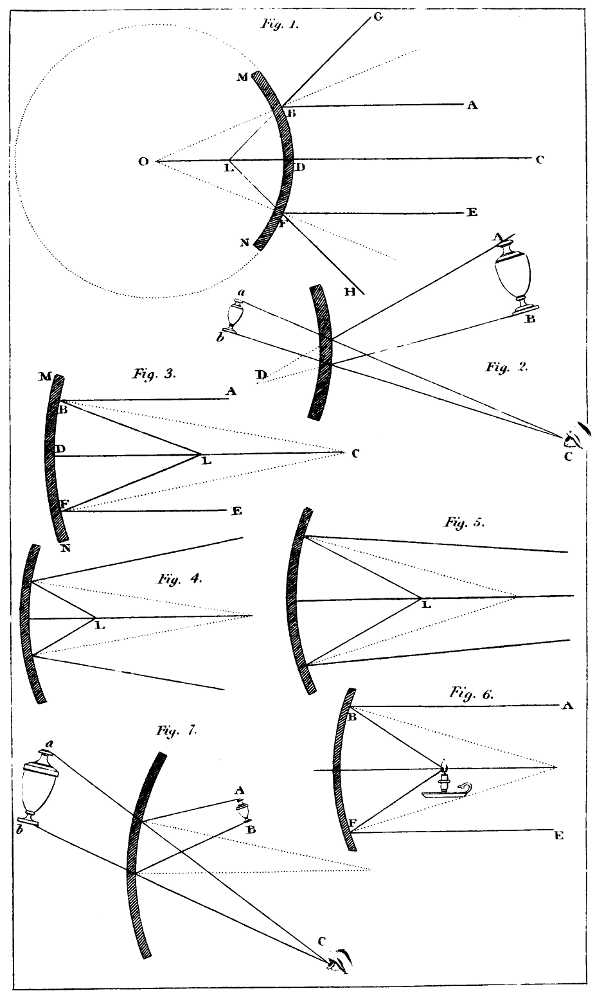 Fig. 1.
G
M
B
A
O
L
D
C
F
E
N
H
Fig. 2.
a
b
A
B
D
C
Fig. 3.
M
B
A
D
L
C
F
E
N
Fig. 4.
L
Fig. 5.
L
Fig. 6.
B
A
F
E
Fig. 7.
a
b
A
B
C